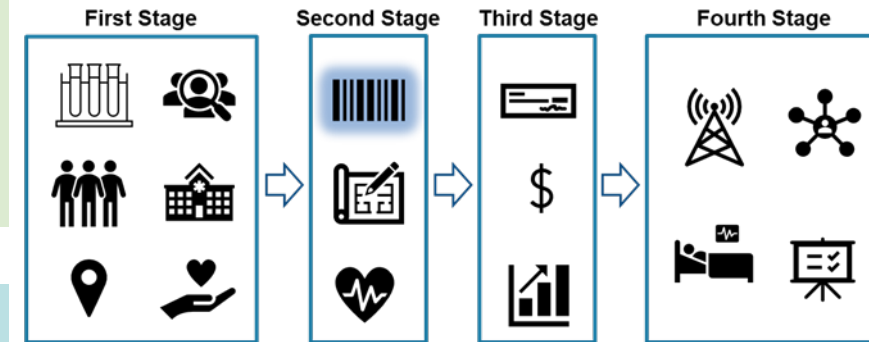 First Stage
Second Stage
Third Stage
Fourth Stage
$